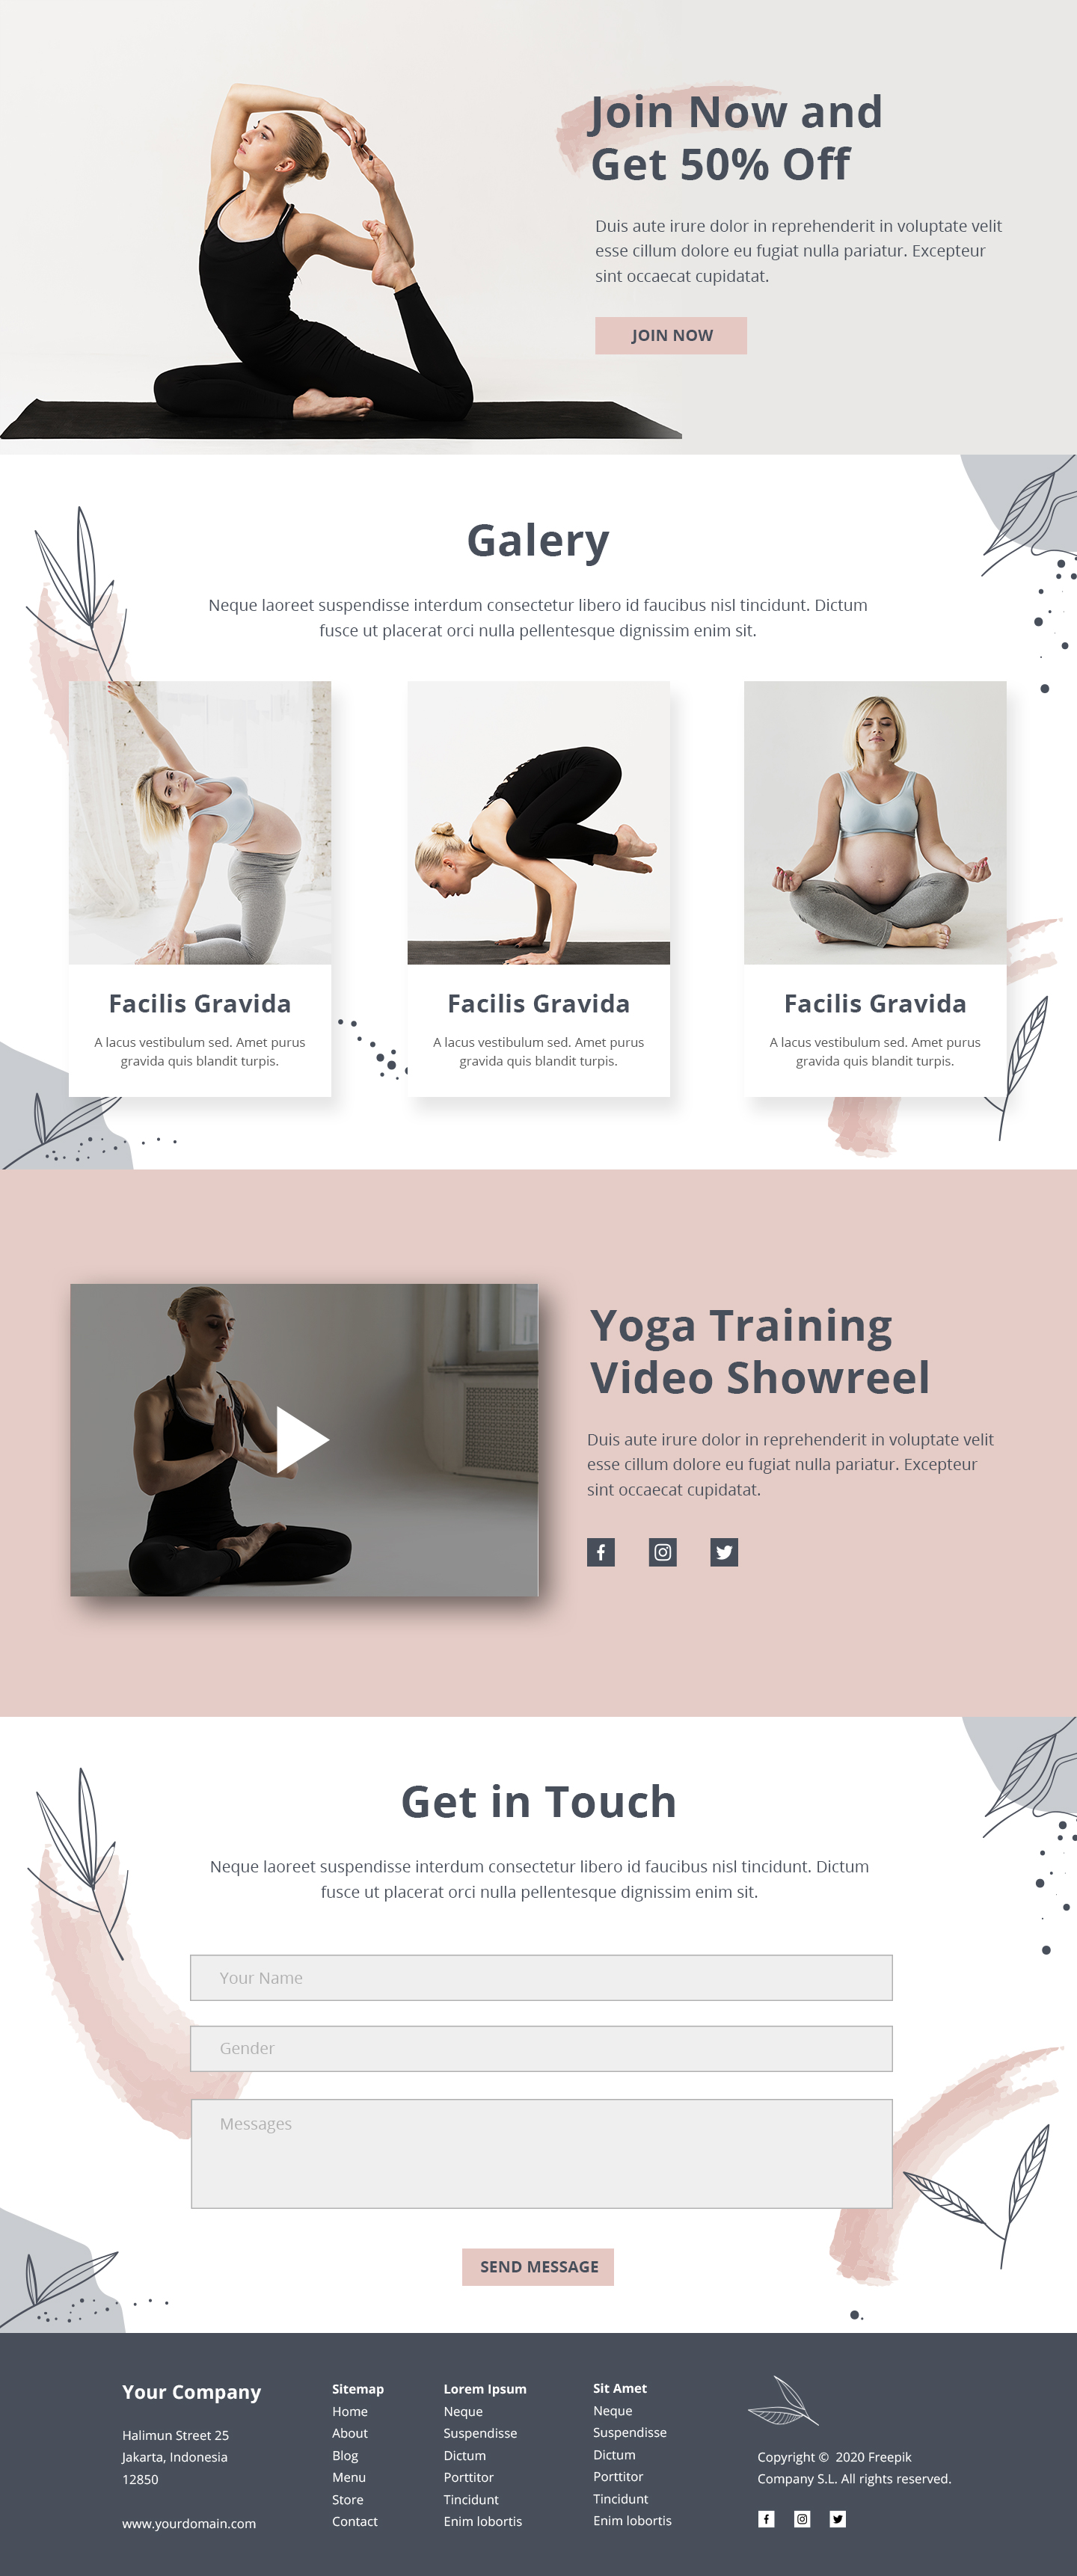 Join Now and
Get 50% Off
Duis aute irure dolor in reprehenderit in voluptate velit
esse cillum dolore eu fugiat nulla pariatur. Excepteur
sint occaecat cupidatat.
JOIN NOW
Galery
Neque laoreet suspendisse interdum consectetur libero id faucibus nisl tincidunt. Dictum
fusce ut placerat orci nulla pellentesque dignissim enim sit.
Facilis Gravida
A lacus vestibulum sed. Amet purus
gravida quis blandit turpis.
Facilis Gravida
A lacus vestibulum sed. Amet purus
gravida quis blandit turpis.
Facilis Gravida
A lacus vestibulum sed. Amet purus
gravida quis blandit turpis.
Yoga Training
Video Showreel
Duis aute irure dolor in reprehenderit in voluptate velit
esse cillum dolore eu fugiat nulla pariatur. Excepteur
sint occaecat cupidatat.
Get in Touch
Neque laoreet suspendisse interdum consectetur libero id faucibus nisl tincidunt. Dictum
fusce ut placerat orci nulla pellentesque dignissim enim sit.
Your Name
Gender
Messages
SEND MESSAGE
Your Company
Halimun Street 25
Jakarta, Indonesia
12850
www.yourdomain.com
Sitemap
Home
About
Blog
Menu
Store
Contact
Lorem Ipsum
Neque
Suspendisse
Dictum
Porttitor
Tincidunt
Enim lobortis
Sit Amet
Neque
Suspendisse
Dictum
Porttitor
Tincidunt
Enim lobortis
Copyright © 2020 Freepik
Company S.L. All rights reserved.